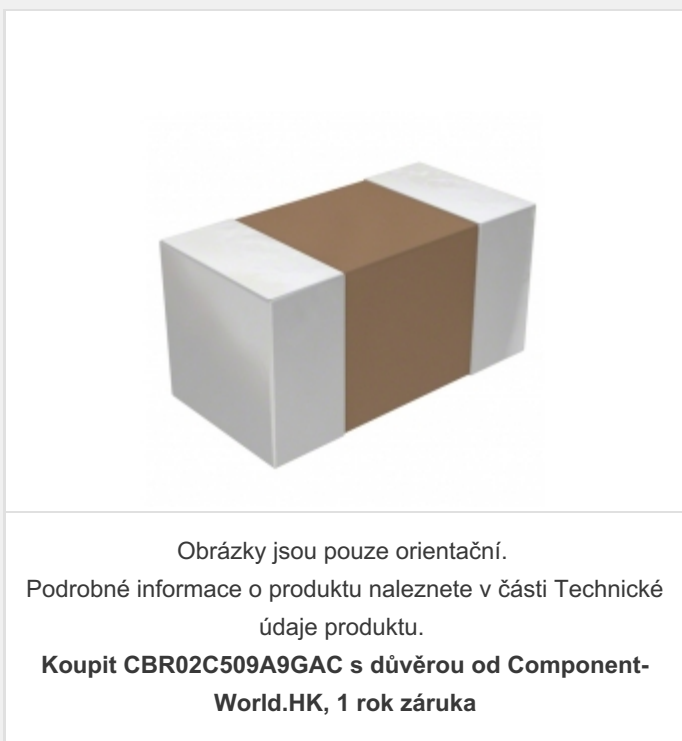 Obrázky jsou pouze orientační.
Podrobné informace o produktu naleznete v části Technické
údaje produktu.
Koupit CBR02C509A9GAC s důvěrou od Component-
World.HK, 1 rok záruka